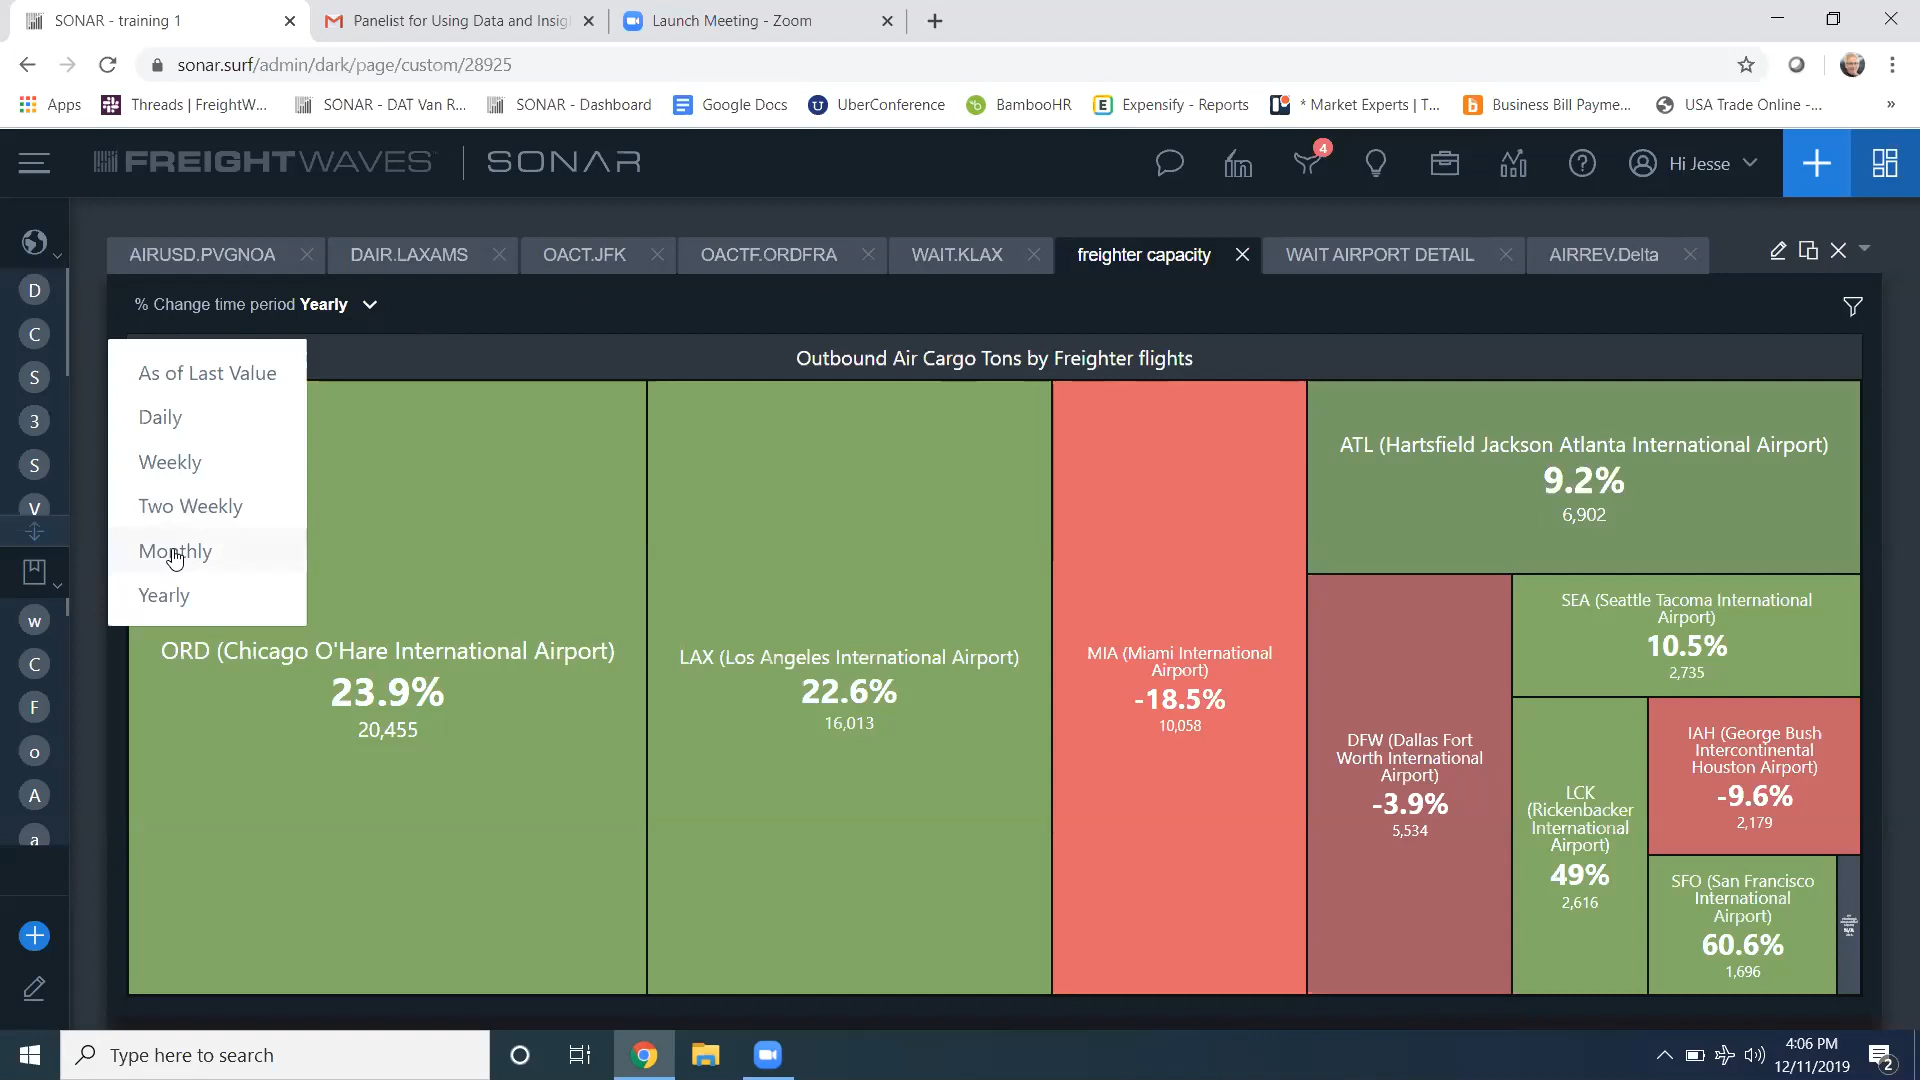 SONAR - training 1
Panelist for Using Data and Insig
Launch Meeting - Zoom
sonar.surf/admin/dark/page/custom/28925
Apps
Threads | FreightW...
SONAR - DAT Van R...
SONAR - Dashboard
Google Docs
UberConference
BambooHR
Expensify - Reports
* Market Experts | T...
Business Bill Payme...
USA Trade Online -...
»
FREIGHTWAVES | SONAR
4
Hi Jesse
AIRUSD.PVGNOA
DAIR.LAXAMS
OACT.JFK
OACTF.ORDFRA
WAIT.KLAX
freighter capacity
WAIT AIRPORT DETAIL
AIRREV.Delta
% Change time period Yearly
As of Last Value
Daily
Weekly
Two Weekly
Monthly
Yearly
D
C
S
3
S
V
w
C
F
o
A
a
Outbound Air Cargo Tons by Freighter flights
ORD (Chicago O'Hare International Airport)
23.9%
20,455
LAX (Los Angeles International Airport)
22.6%
16,013
MIA (Miami International
Airport)
-18.5%
10,058
ATL (Hartsfield Jackson Atlanta International Airport)
9.2%
6,902
DFW (Dallas Fort
Worth International
Airport)
-3.9%
5,534
SEA (Seattle Tacoma International
Airport)
10.5%
2,735
LCK
(Rickenbacker
International
Airport)
49%
2,616
IAH (George Bush
Intercontinental
Houston Airport)
-9.6%
2,179
SFO (San Francisco
International
Airport)
60.6%
1,696
Type here to search
4:06 PM
12/11/2019
2